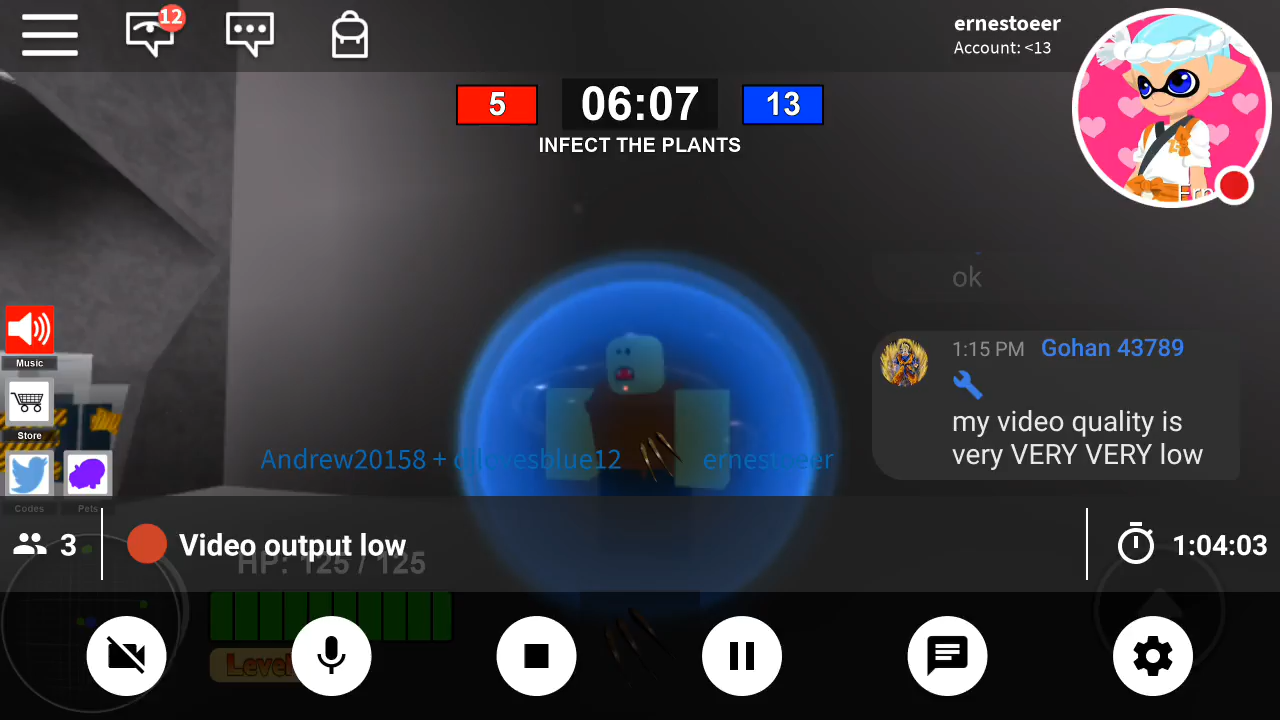 12
ernestoeer
Account: <13
5
06:07
13
INFECT THE PLANTS
ok
1:15 PM Gohan 43789
my video quality is
very VERY VERY low
Music
Store
Codes
Pets
Andrew20158 + djlovesblue12
ernestoeer
3
Video output low
1:04:03
HP: 125 / 125
Level